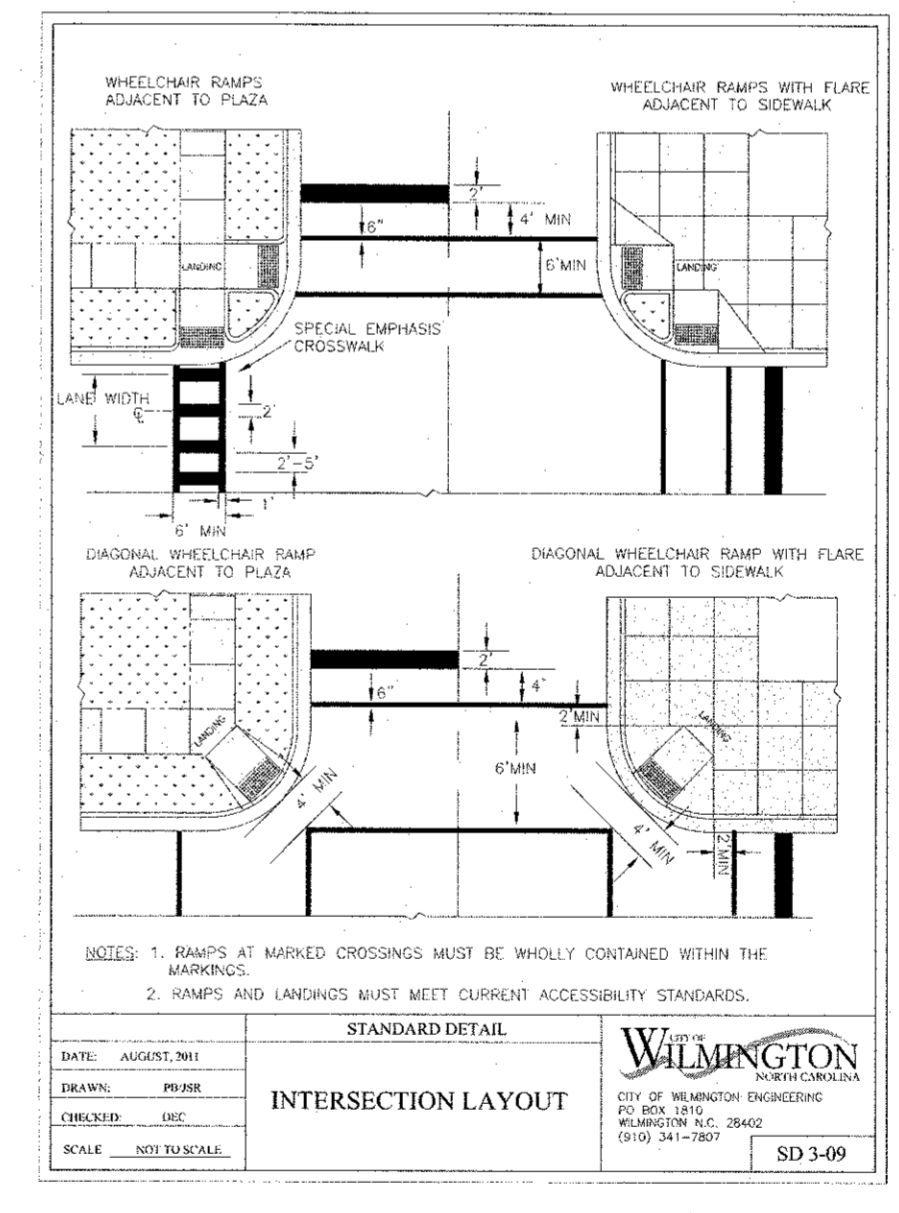 WHEELCHAIR RAMPS
ADJACENT TO PLAZA
WHEELCHAIR RAMPS WITH FLARE
ADJACENT TO SIDEWALK
2'
6"
4' MIN
6'MIN
LANDING
LANDING
SPECIAL EMPHASIS
CROSSWALK
LANE WIDTH
℄
2'
2'-5'
1'
6' MIN
DIAGONAL WHEELCHAIR RAMP
ADJACENT TO PLAZA
DIAGONAL WHEELCHAIR RAMP WITH FLARE
ADJACENT TO SIDEWALK
2'
6"
4'
2'MIN
LANDING
LANDING
6'MIN
4' MIN
4' MIN
2'MIN
NOTES: 1. RAMPS AT MARKED CROSSINGS MUST BE WHOLLY CONTAINED WITHIN THE
MARKINGS.
2. RAMPS AND LANDINGS MUST MEET CURRENT ACCESSIBILITY STANDARDS.
STANDARD DETAIL
INTERSECTION LAYOUT
DATE: AUGUST, 2011
DRAWN: PB/JSR
CHECKED: DEC
SCALE NOT TO SCALE
CITY OF
WILMINGTON
NORTH CAROLINA
CITY OF WILMINGTON ENGINEERING
PO BOX 1810
WILMINGTON N.C. 28402
(910) 341-7807
SD 3-09